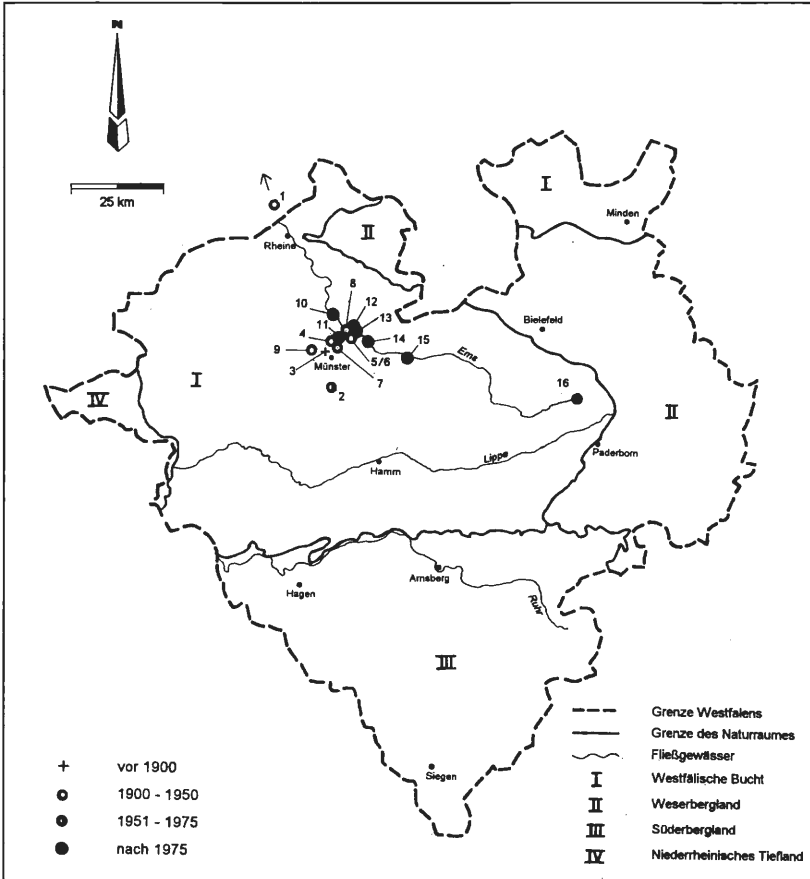 N
25 km
1
I
Minden
Rheine
II
8
12
10
13
11
Bielefeld
4
14
15
9
Ems
5/6
3
Münster
7
16
IV
I
2
II
Paderborn
Lipp
Hamm
Arnsberg
Hagen
Ruhr
III
Siegen
Grenze Westfalens
Grenze des Naturraumes
Fließgewässer
I Westfälische Bucht
II Weserbergland
III Süderbergland
IV Niederrheinisches Tiefland
+ vor 1900
1900 - 1950
1951 - 1975
nach 1975